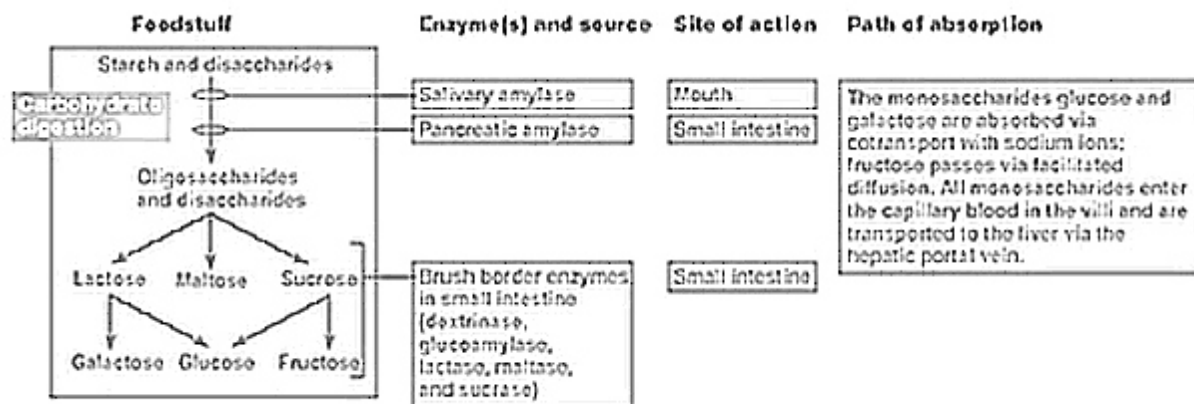 Foodstuff
Enzyme(s) and source
Site of action
Path of absorption
Starch and disaccharides
Carbohydrate
digestion
Salivary amylase
Mouth
Pancreatic amylase
Small intestine
Oligosaccharides
and disaccharides
Lactose
Maltose
Sucrose
Galactose
Glucose
Fructose
Brush border enzymes
in small intestine
(dextrinase,
glucoamylase,
lactase, maltase,
and sucrase)
Small intestine
The monosaccharides glucose and
galactose are absorbed via
cotransport with sodium ions;
fructose passes via facilitated
diffusion. All monosaccharides enter
the capillary blood in the villi and are
transported to the liver via the
hepatic portal vein.